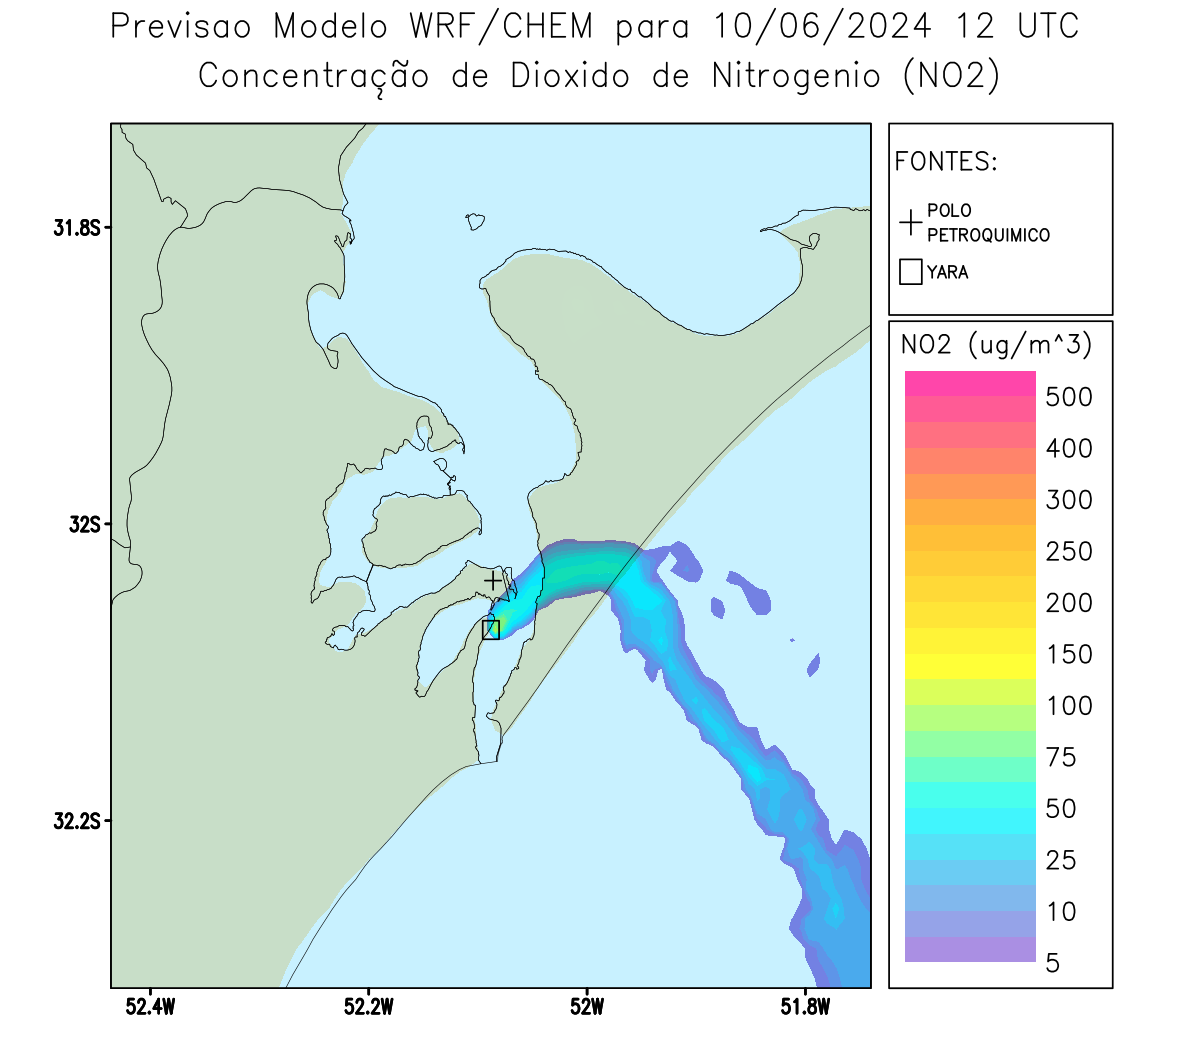 Previsao Modelo WRF/CHEM para 10/06/2024 12 UTC
Concentração de Dioxido de Nitrogenio (NO2)
FONTES:
POLO
PETROQUIMICO
YARA
NO2 (ug/m^3)
500
400
300
250
200
150
100
75
50
25
10
5
31.8S
32S
32.2S
52.4W
52.2W
52W
51.8W